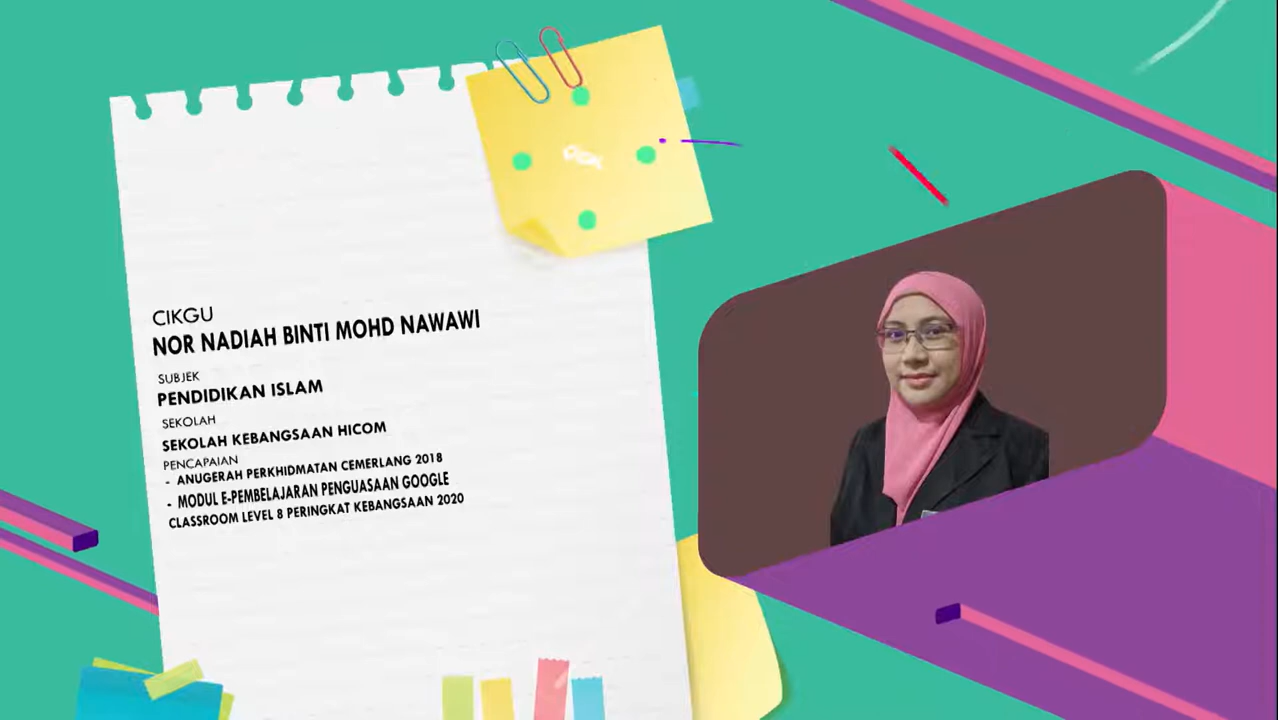 CIKGU
NOR NADIAH BINTI MOHD NAWAWI
SUBJEK
PENDIDIKAN ISLAM
SEKOLAH
SEKOLAH KEBANGSAAN HICOM
PENCAPAIAN
- ANUGERAH PERKHIDMATAN CEMERLANG 2018
- MODUL E-PEMBELAJARAN PENGUASAAN GOOGLE
CLASSROOM LEVEL 8 PERINGKAT KEBANGSAAN 2020